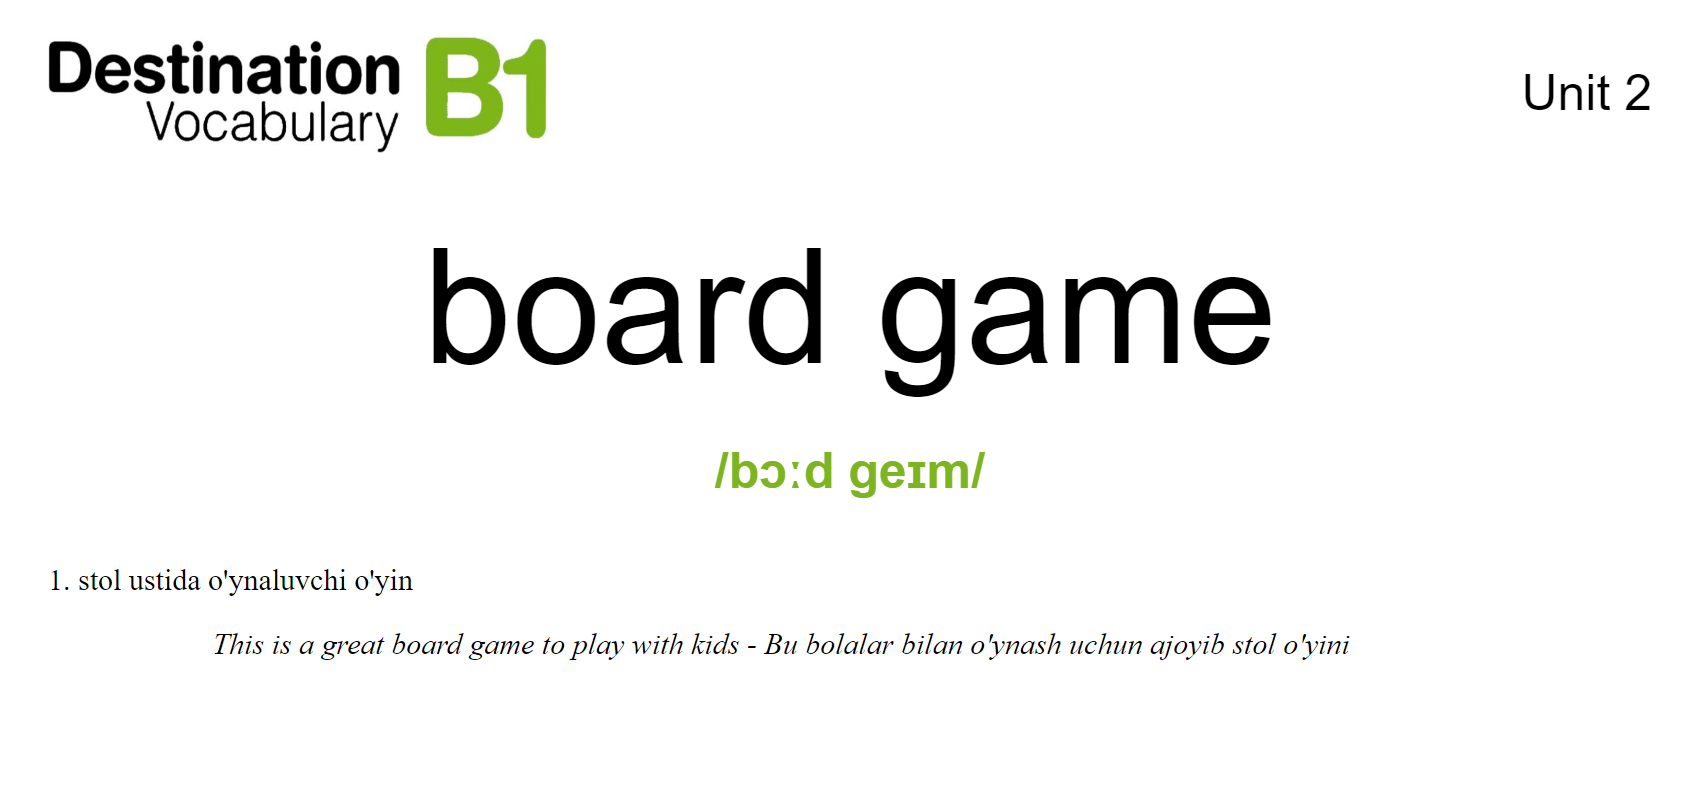 Destination B1
Vocabulary
Unit 2
board game
/bɔːd geɪm/
1. stol ustida o'ynaluvchi o'yin
This is a great board game to play with kids - Bu bolalar bilan o'ynash uchun ajoyib stol o'yini